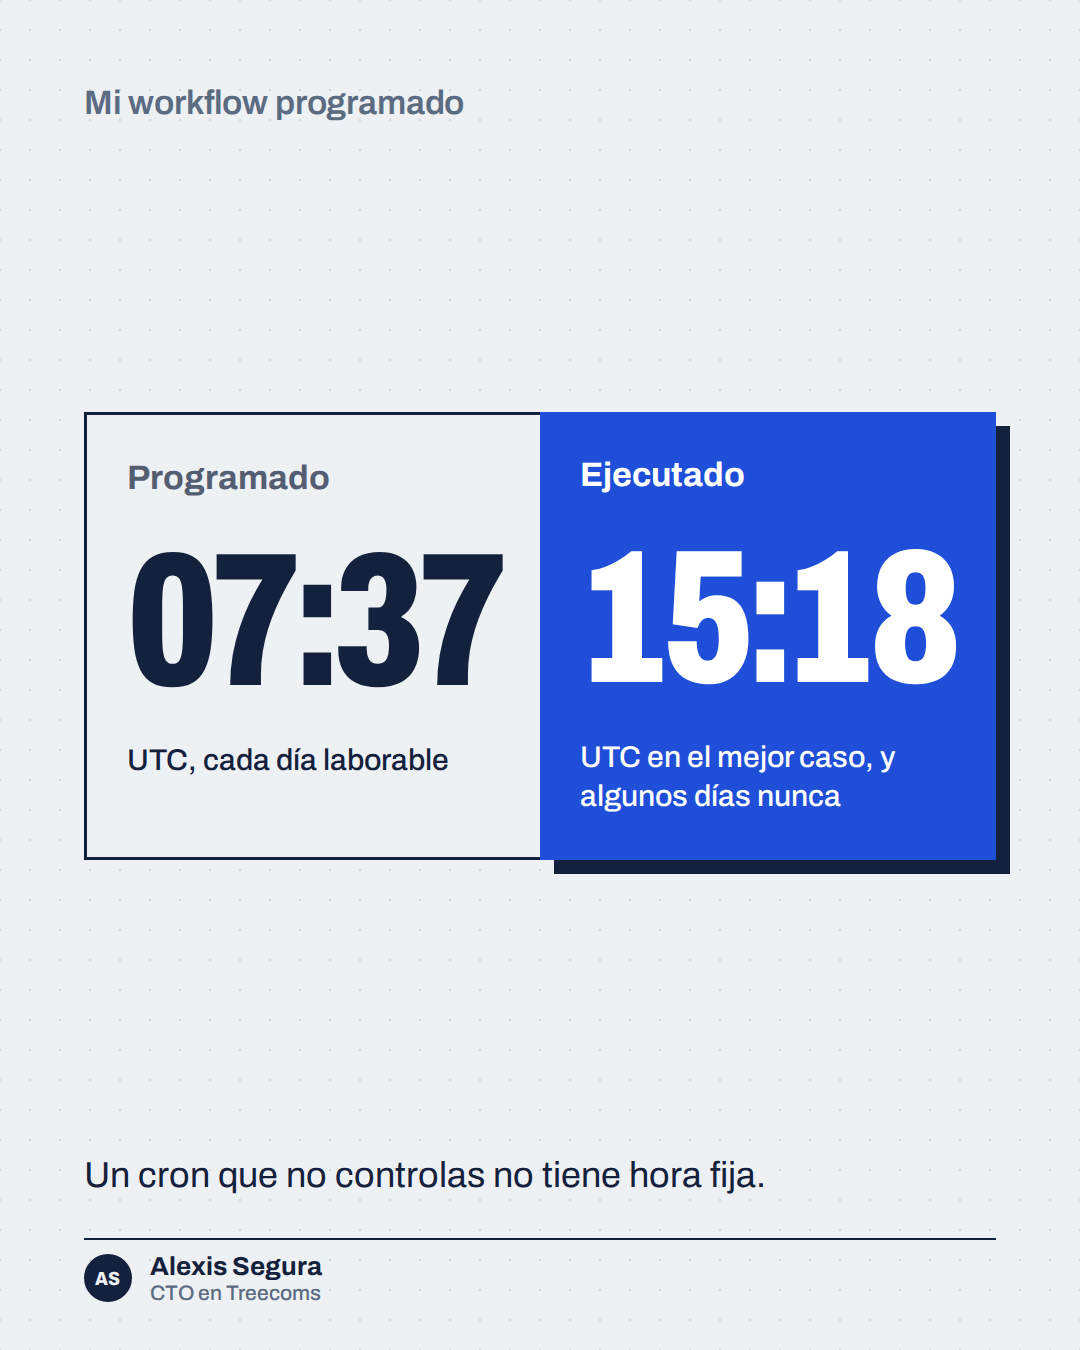 Mi workflow programado
Programado
07:37
UTC, cada día laborable
Ejecutado
15:18
UTC en el mejor caso, y
algunos días nunca
Un cron que no controlas no tiene hora fija.
AS
Alexis Segura
CTO en Treecoms